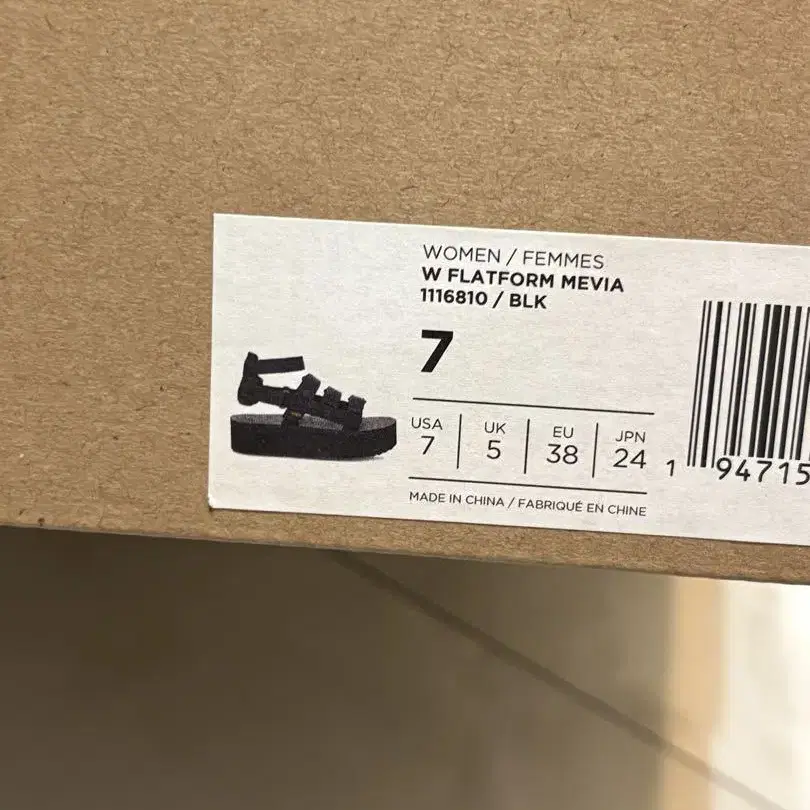 WOMEN / FEMMES
W FLATFORM MEVIA
1116810 / BLK
7
USA UK EU JPN
7 5 38 24
1 94715
MADE IN CHINA / FABRIQUÉ EN CHINE